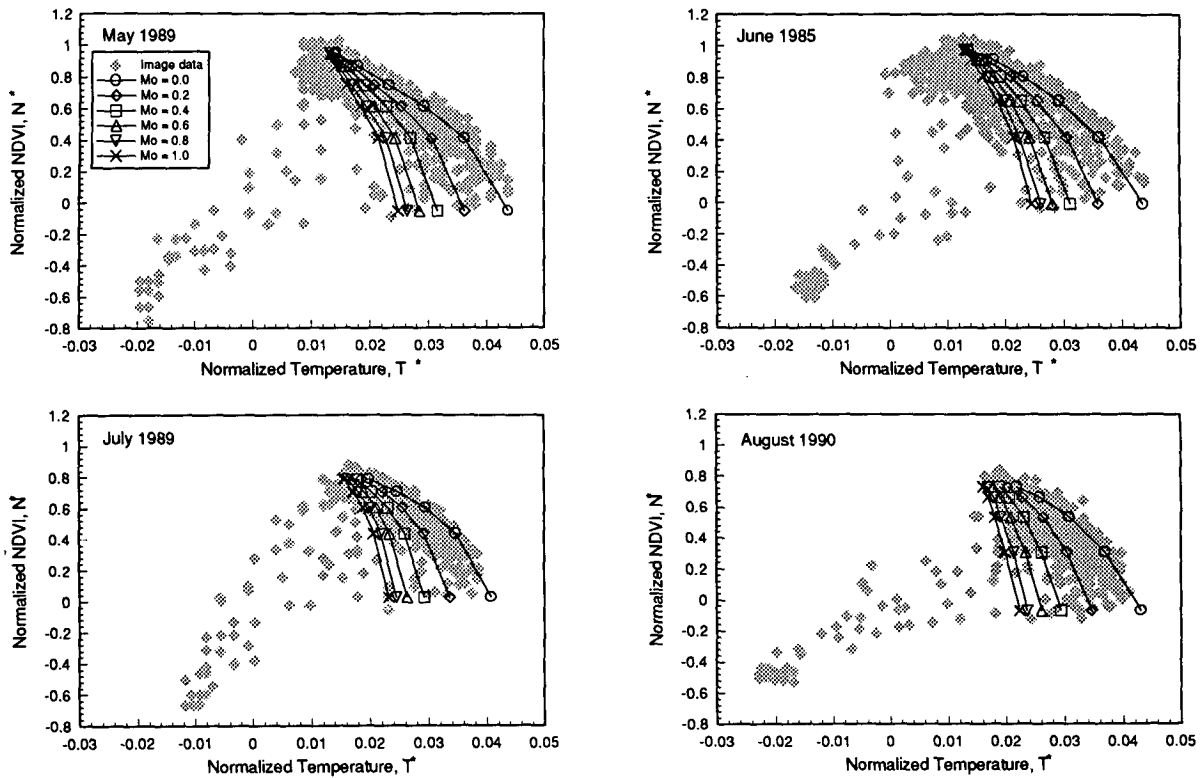 May 1989
Image data
Mo = 0.0
Mo = 0.2
Mo = 0.4
Mo = 0.6
Mo = 0.8
Mo = 1.0
1.2
1
0.8
0.6
0.4
0.2
0
-0.2
-0.4
-0.6
-0.8
Normalized NDVI, N*
-0.03 -0.02 -0.01 0 0.01 0.02 0.03 0.04 0.05
Normalized Temperature, T*
June 1985
1.2
1
0.8
0.6
0.4
0.2
0
-0.2
-0.4
-0.6
-0.8
Normalized NDVI, N*
-0.03 -0.02 -0.01 0 0.01 0.02 0.03 0.04 0.05
Normalized Temperature, T*
July 1989
1.2
1
0.8
0.6
0.4
0.2
0
-0.2
-0.4
-0.6
-0.8
Normalized NDVI, N*
-0.03 -0.02 -0.01 0 0.01 0.02 0.03 0.04 0.05
Normalized Temperature, T*
August 1990
1.2
1
0.8
0.6
0.4
0.2
0
-0.2
-0.4
-0.6
-0.8
Normalized NDVI, N*
-0.03 -0.02 -0.01 0 0.01 0.02 0.03 0.04 0.05
Normalized Temperature, T*